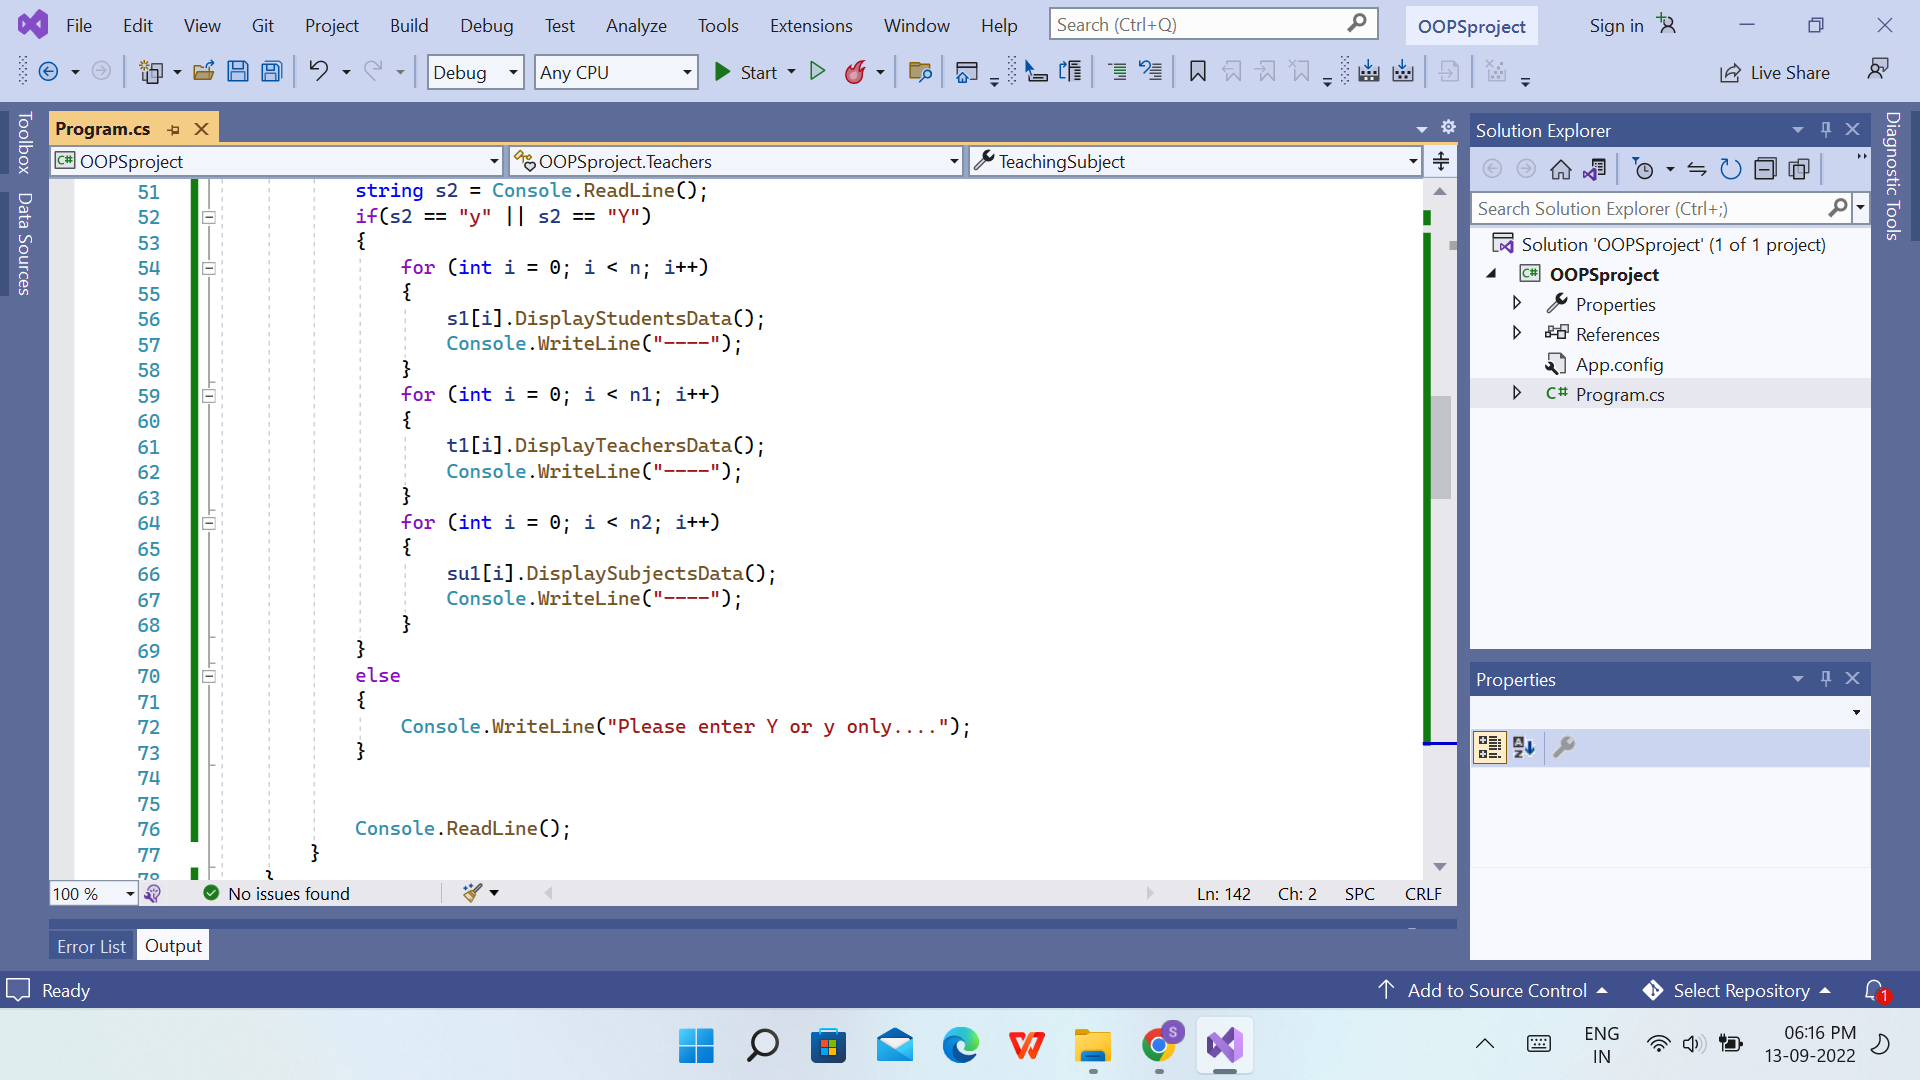 File Edit View Git Project Build Debug Test Analyze Tools Extensions Window Help Search (Ctrl+Q) OOPSproject Sign in
Debug Any CPU Start Live Share
Toolbox
Data Sources
Program.cs
OOPSproject OOPSproject.Teachers TeachingSubject
51 string s2 = Console.ReadLine();
52 if(s2 == "y" || s2 == "Y")
53 {
54 for (int i = 0; i < n; i++)
55 {
56 s1[i].DisplayStudentsData();
57 Console.WriteLine("----");
58 }
59 for (int i = 0; i < n1; i++)
60 {
61 t1[i].DisplayTeachersData();
62 Console.WriteLine("----");
63 }
64 for (int i = 0; i < n2; i++)
65 {
66 su1[i].DisplaySubjectsData();
67 Console.WriteLine("----");
68 }
69 }
70 else
71 {
72 Console.WriteLine("Please enter Y or y only....");
73 }
74
75
76 Console.ReadLine();
77 }
78 }
100 % No issues found Ln: 142 Ch: 2 SPC CRLF
Error List Output
Solution Explorer
Search Solution Explorer (Ctrl+;)
Solution 'OOPSproject' (1 of 1 project)
C# OOPSproject
Properties
References
App.config
C# Program.cs
Properties
Diagnostic Tools
Ready Add to Source Control Select Repository 1
S
ENG
IN
06:16 PM
13-09-2022